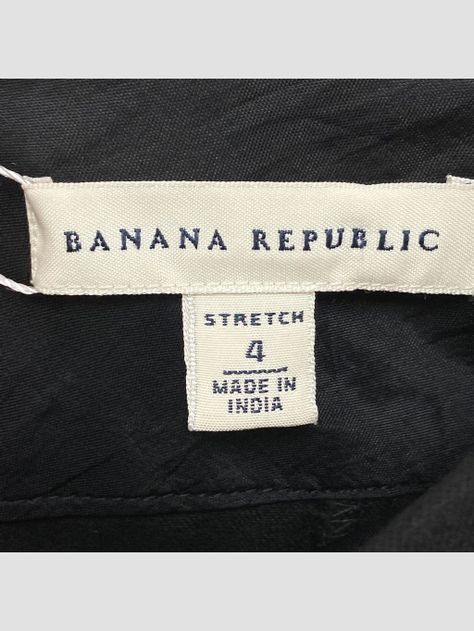 BANANA REPUBLIC
STRETCH
4
MADE IN
INDIA